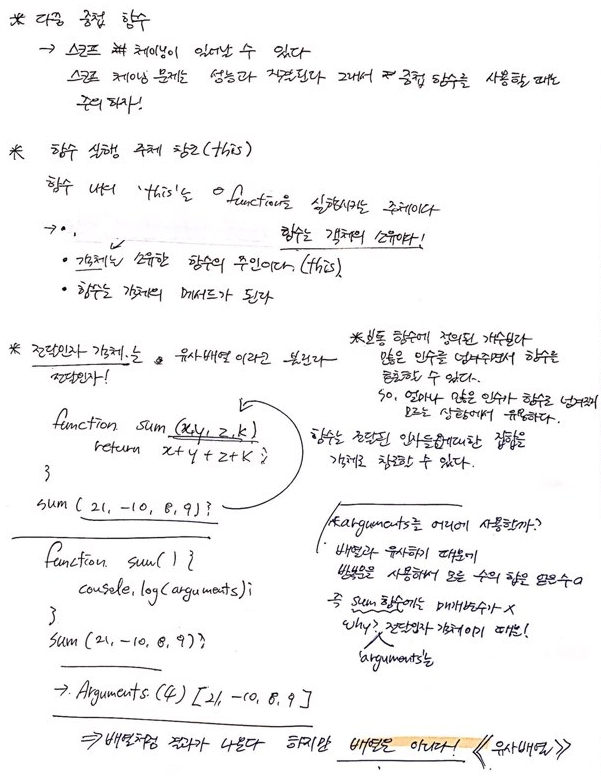 * 다중 중첩 함수
→ 스코프 체이닝이 일어날 수 있다
스코프 체이닝 문제는 성능과 직결된다 그래서 중첩 함수를 사용할 때는
주의 하자!
* 함수 실행 주체 참조(this)
함수 내의 'this'는 function을 실행시키는 주체이다
→ •.
함수는 객체의 소유이다!
• 객체는 소유한 함수의 주인이다. (this)
• 함수는 객체의 메서드가 된다
* 전달인자 객체는 유사배열이라고 불린다
전달인자!
*보통 함수에 정의된 개수보다
많은 인수를 넘겨주면서 함수를
호출할 수 있다.
So, 얼마나 많은 인수가 함수로 넘겨질지
모르는 상황에서 유용하다.
함수는 전달된 인자들에대한 집합을
객체로 참조할 수 있다.
function sum (x,y,z,k)
return x+y+z+k;
}
sum (21, -10, 8, 9);
*arguments는 어디에 사용할까?
배열과 유사하기 때문에
반복문을 사용해서 모든 수의 합을 얻을수o
즉 sum 함수에는 매개변수가 X
why? 전달인자 객체이기 때문!
'arguments'는
function sum( ) {
console.log(arguments);
}
sum (21, -10, 8, 9);
→ Arguments (4) [21, -10, 8, 9]
⇒ 배열처럼 결과가 나온다 하지만 배열은 아니다! 《유사배열》